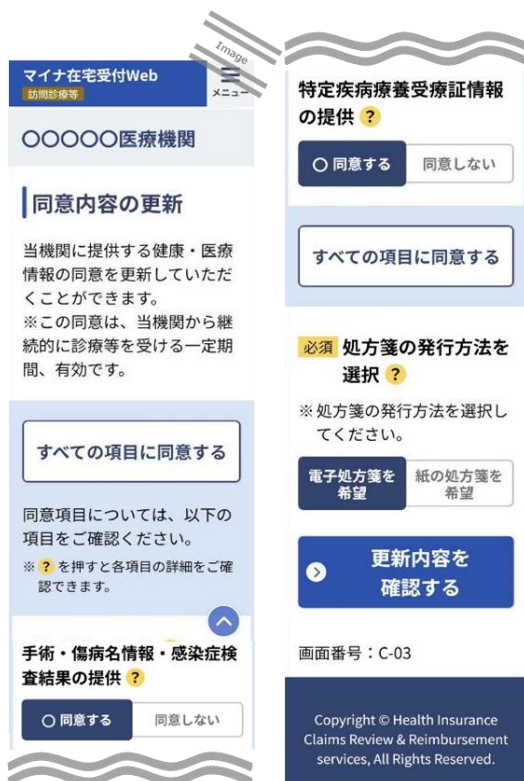 Image
マイナ在宅受付Web
訪問診療等
メニュー
〇〇〇〇〇医療機関
同意内容の更新
当機関に提供する健康・医療
情報の同意を更新していただ
くことができます。
※この同意は、当機関から継
続的に診療等を受ける一定期
間、有効です。
すべての項目に同意する
同意項目については、以下の
項目をご確認ください。
※ ? を押すと各項目の詳細をご確
認できます。
手術・傷病名情報・感染症検
査結果の提供 ?
〇 同意する
同意しない
特定疾病療養受療証情報
の提供 ?
〇 同意する
同意しない
すべての項目に同意する
必須 処方箋の発行方法を
選択 ?
※ 処方箋の発行方法を選択し
てください。
電子処方箋を
希望
紙の処方箋を
希望
更新内容を
確認する
画面番号：C-03
Copyright © Health Insurance
Claims Review & Reimbursement
services, All Rights Reserved.